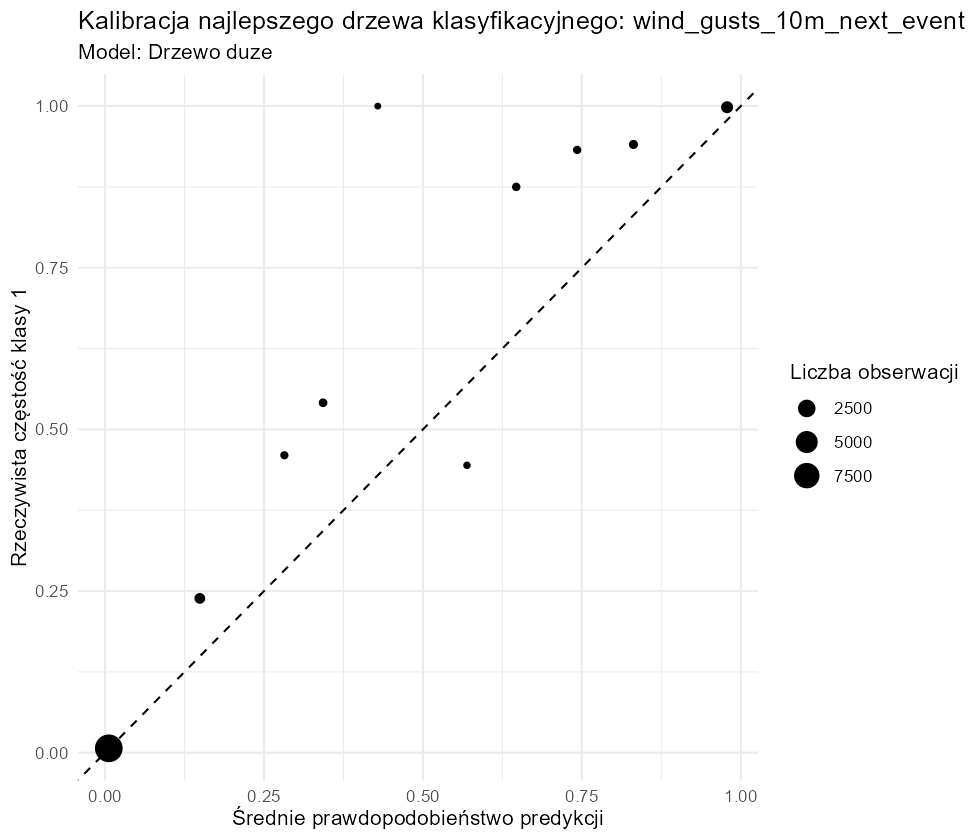 Kalibracja najlepszego drzewa klasyfikacyjnego: wind_gusts_10m_next_event
Model: Drzewo duze
Rzeczywista częstość klasy 1
1.00
0.75
0.50
0.25
0.00
0.00 0.25 0.50 0.75 1.00
Średnie prawdopodobieństwo predykcji
Liczba obserwacji
2500
5000
7500